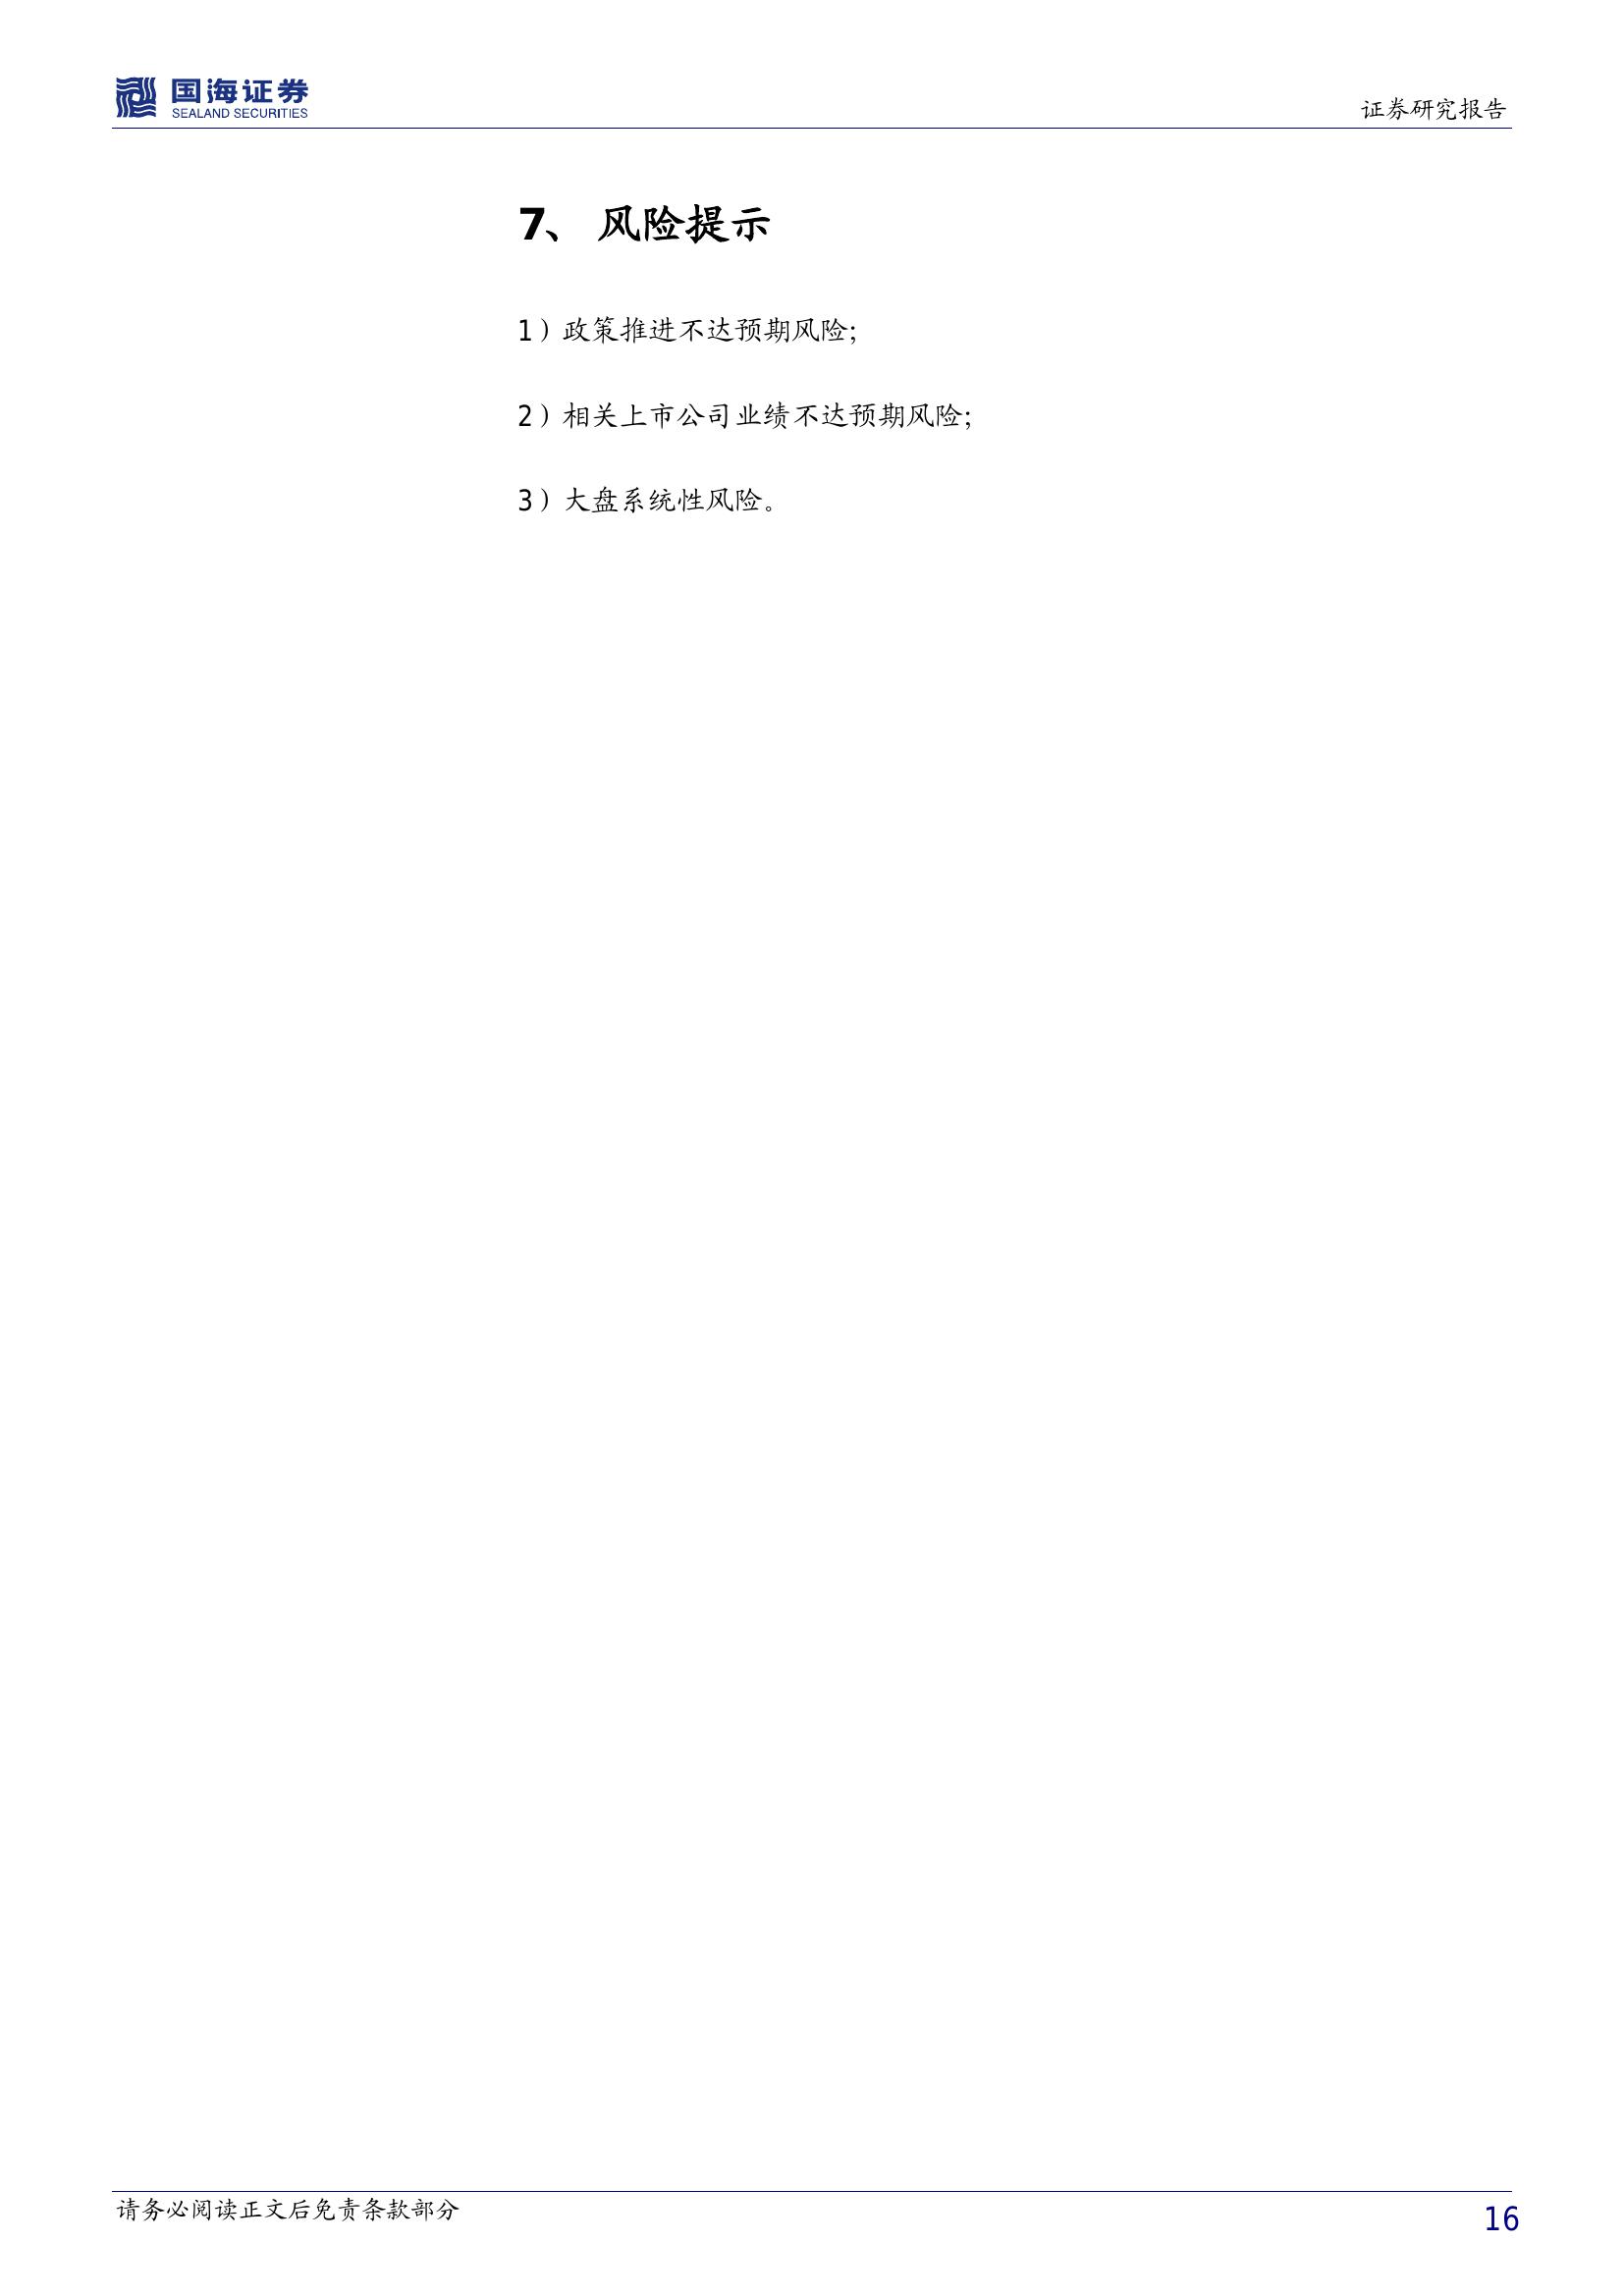 国海证券
SEALAND SECURITIES
证券研究报告
7、 风险提示
1）政策推进不达预期风险；
2）相关上市公司业绩不达预期风险；
3）大盘系统性风险。
请务必阅读正文后免责条款部分
16